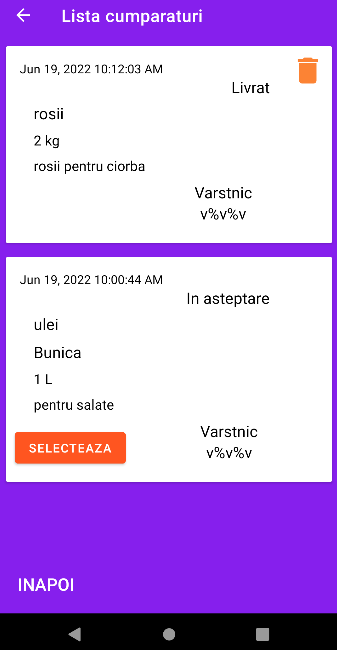 Lista cumparaturi
Jun 19, 2022 10:12:03 AM
Livrat
rosii
2 kg
rosii pentru ciorba
Varstnic
v%v%v
Jun 19, 2022 10:00:44 AM
In asteptare
ulei
Bunica
1 L
pentru salate
Varstnic
SELECTEAZA
v%v%v
INAPOI